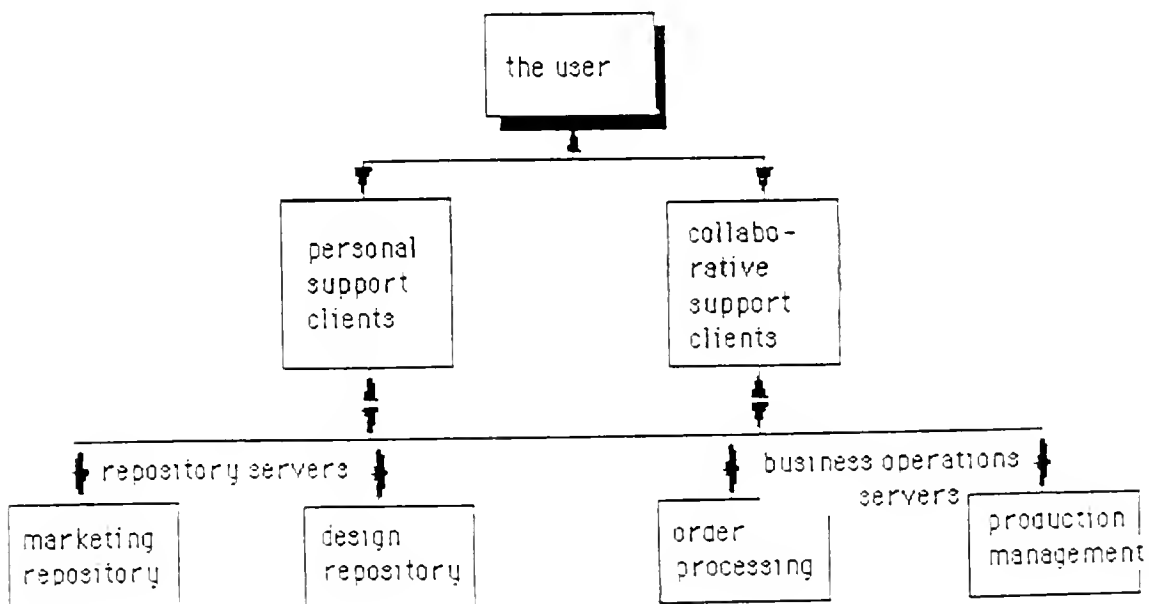 the user
personal
support
clients
collabo-
rative
support
clients
repository servers
business operations
servers
marketing
repository
design
repository
order
processing
production
management